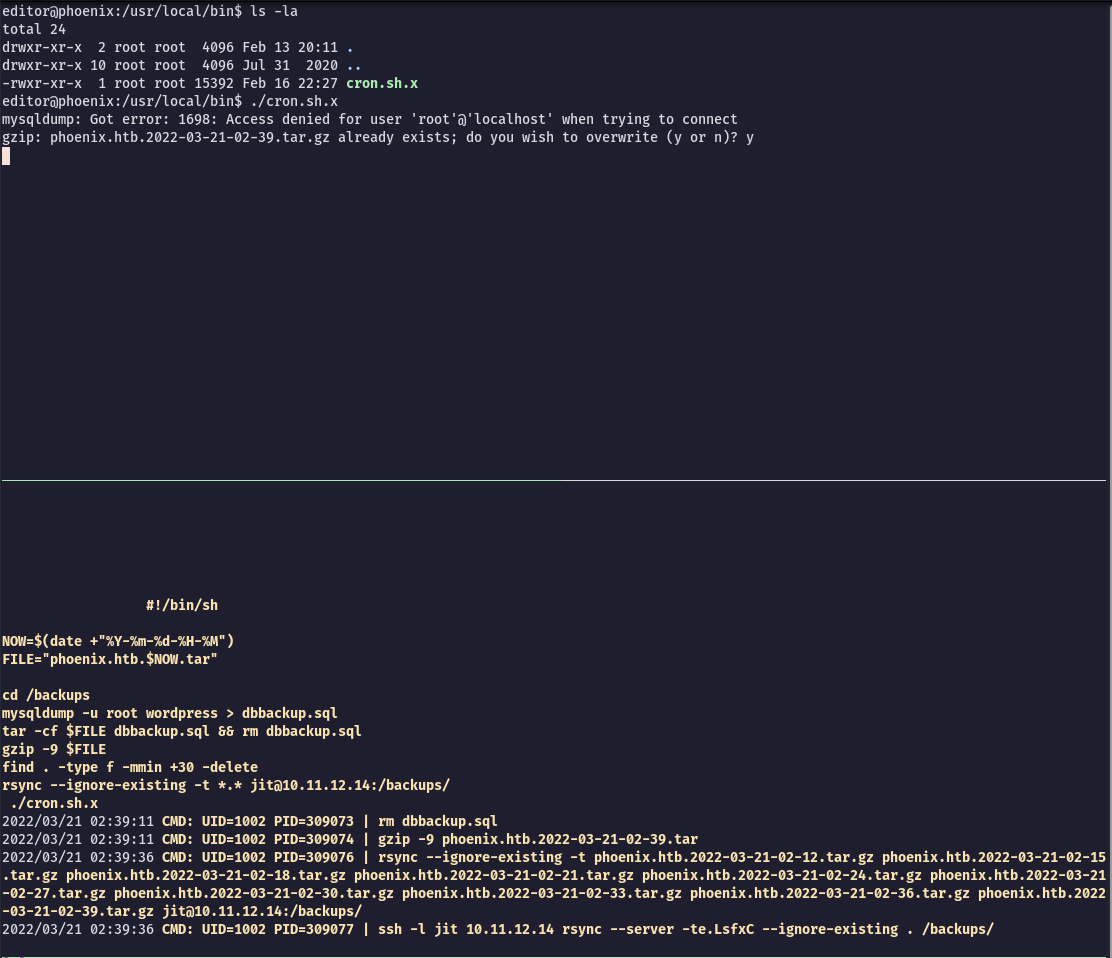 editor@phoenix:/usr/local/bin$ ls -la
total 24
drwxr-xr-x  2 root root  4096 Feb 13 20:11 .
drwxr-xr-x 10 root root  4096 Jul 31  2020 ..
-rwxr-xr-x  1 root root 15392 Feb 16 22:27 cron.sh.x
editor@phoenix:/usr/local/bin$ ./cron.sh.x
mysqldump: Got error: 1698: Access denied for user 'root'@'localhost' when trying to connect
gzip: phoenix.htb.2022-03-21-02-39.tar.gz already exists; do you wish to overwrite (y or n)? y
#!/bin/sh
NOW=$(date +"%Y-%m-%d-%H-%M")
FILE="phoenix.htb.$NOW.tar"
cd /backups
mysqldump -u root wordpress > dbbackup.sql
tar -cf $FILE dbbackup.sql && rm dbbackup.sql
gzip -9 $FILE
find . -type f -mmin +30 -delete
rsync --ignore-existing -t *.* jit@10.11.12.14:/backups/
 ./cron.sh.x
2022/03/21 02:39:11 CMD: UID=1002 PID=309073 | rm dbbackup.sql
2022/03/21 02:39:11 CMD: UID=1002 PID=309074 | gzip -9 phoenix.htb.2022-03-21-02-39.tar
2022/03/21 02:39:36 CMD: UID=1002 PID=309076 | rsync --ignore-existing -t phoenix.htb.2022-03-21-02-12.tar.gz phoenix.htb.2022-03-21-02-15
.tar.gz phoenix.htb.2022-03-21-02-18.tar.gz phoenix.htb.2022-03-21-02-21.tar.gz phoenix.htb.2022-03-21-02-24.tar.gz phoenix.htb.2022-03-21
-02-27.tar.gz phoenix.htb.2022-03-21-02-30.tar.gz phoenix.htb.2022-03-21-02-33.tar.gz phoenix.htb.2022-03-21-02-36.tar.gz phoenix.htb.2022
-03-21-02-39.tar.gz jit@10.11.12.14:/backups/
2022/03/21 02:39:36 CMD: UID=1002 PID=309077 | ssh -l jit 10.11.12.14 rsync --server -te.LsfxC --ignore-existing . /backups/